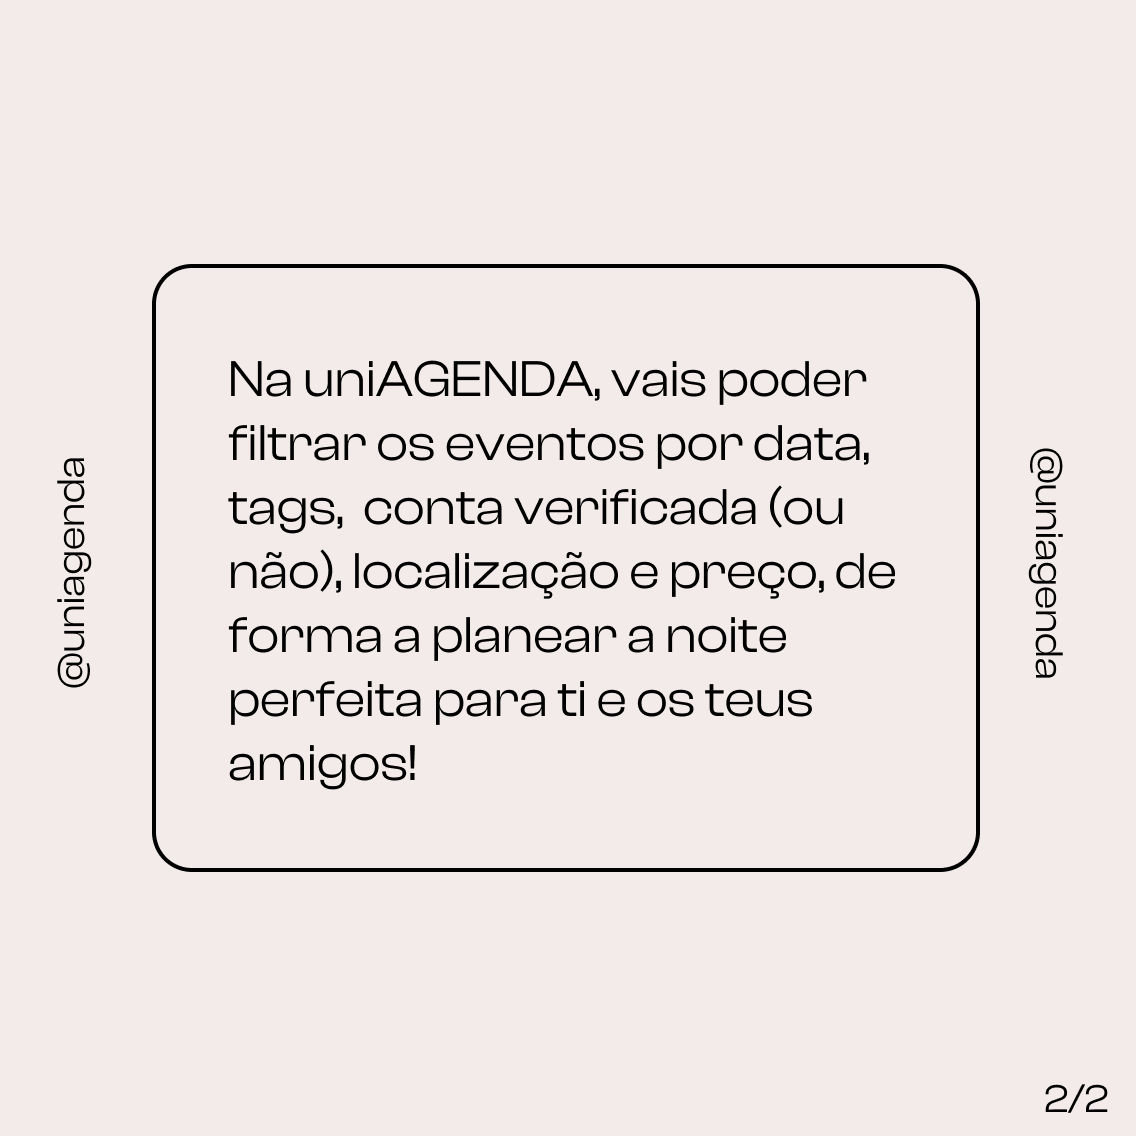 Na uniAGENDA, vais poder
filtrar os eventos por data,
tags,  conta verificada (ou
não), localização e preço, de
forma a planear a noite
perfeita para ti e os teus
amigos!
@uniagenda
@uniagenda
2/2